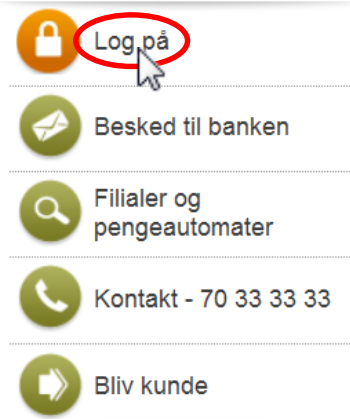 Log på
Besked til banken
Filialer og
pengeautomater
Kontakt - 70 33 33 33
Bliv kunde